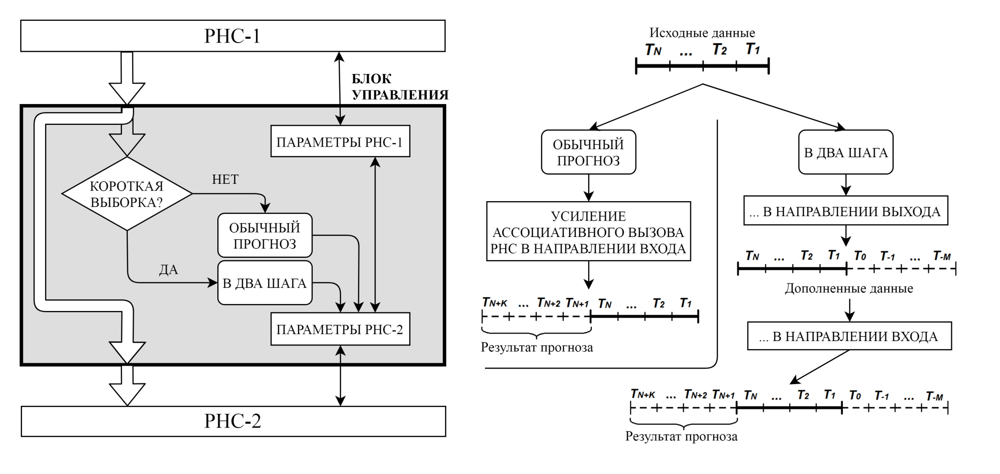 РНС-1
БЛОК
УПРАВЛЕНИЯ
ПАРАМЕТРЫ РНС-1
КОРОТКАЯ
ВЫБОРКА?
НЕТ
ОБЫЧНЫЙ
ПРОГНОЗ
ДА
В ДВА ШАГА
ПАРАМЕТРЫ РНС-2
РНС-2
Исходные данные
TN ... T2 T1
ОБЫЧНЫЙ
ПРОГНОЗ
УСИЛЕНИЕ
АССОЦИАТИВНОГО ВЫЗОВА
РНС В НАПРАВЛЕНИИ ВХОДА
TN+K ... TN+2 TN+1 TN ... T2 T1
Результат прогноза
В ДВА ШАГА
... В НАПРАВЛЕНИИ ВЫХОДА
TN ... T2 T1 T0 T-1 ... T-M
Дополненные данные
... В НАПРАВЛЕНИИ ВХОДА
TN+K ... TN+2 TN+1 TN ... T2 T1 T0 T-1 ... T-M
Результат прогноза